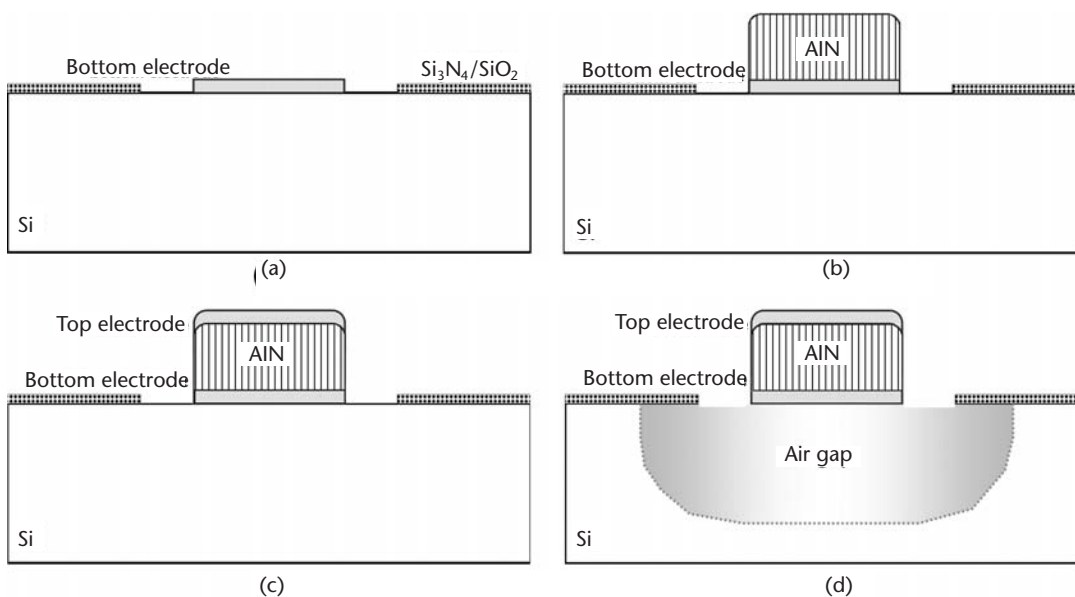 Bottom electrode
Si₃N₄/SiO₂
Si
(a)
AlN
Bottom electrode
Si
(b)
Top electrode
AlN
Bottom electrode
Si
(c)
Top electrode
AlN
Bottom electrode
Air gap
Si
(d)